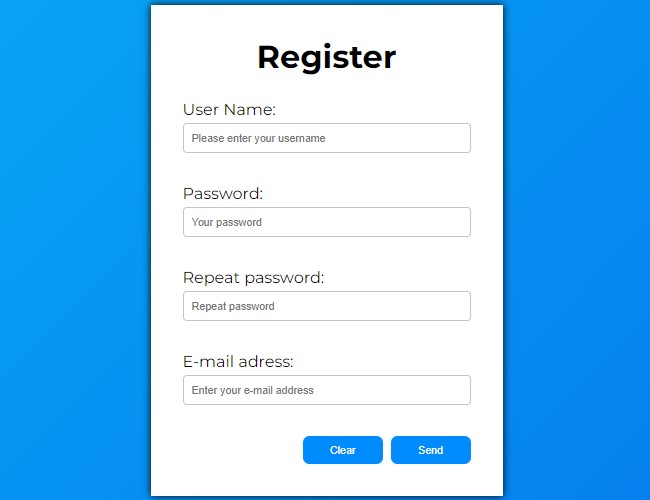 Register
User Name:
Please enter your username
Password:
Your password
Repeat password:
Repeat password
E-mail adress:
Enter your e-mail address
Clear Send